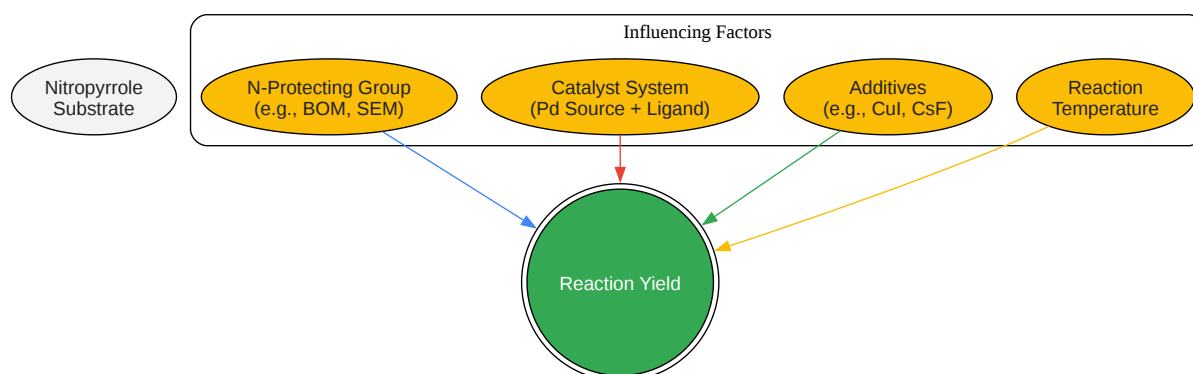 Influencing Factors
Nitropyrrole
Substrate
N-Protecting Group
(e.g., BOM, SEM)
Catalyst System
(Pd Source + Ligand)
Additives
(e.g., CuI, CsF)
Reaction
Temperature
Reaction Yield